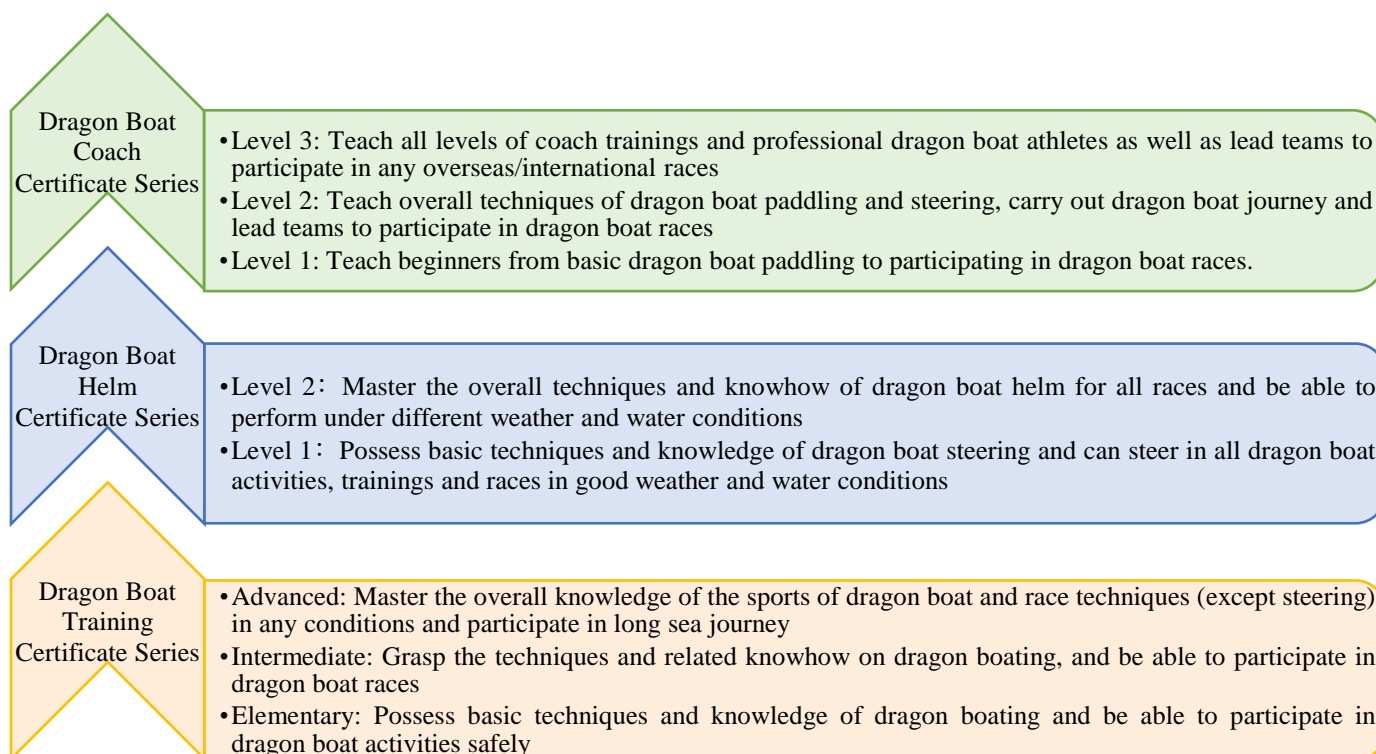 Dragon Boat
Coach
Certificate Series
•Level 3: Teach all levels of coach trainings and professional dragon boat athletes as well as lead teams to
participate in any overseas/international races
•Level 2: Teach overall techniques of dragon boat paddling and steering, carry out dragon boat journey and
lead teams to participate in dragon boat races
•Level 1: Teach beginners from basic dragon boat paddling to participating in dragon boat races.
Dragon Boat
Helm
Certificate Series
•Level 2： Master the overall techniques and knowhow of dragon boat helm for all races and be able to
perform under different weather and water conditions
•Level 1： Possess basic techniques and knowledge of dragon boat steering and can steer in all dragon boat
activities, trainings and races in good weather and water conditions
Dragon Boat
Training
Certificate Series
•Advanced: Master the overall knowledge of the sports of dragon boat and race techniques (except steering)
in any conditions and participate in long sea journey
•Intermediate: Grasp the techniques and related knowhow on dragon boating, and be able to participate in
dragon boat races
•Elementary: Possess basic techniques and knowledge of dragon boating and be able to participate in
dragon boat activities safely